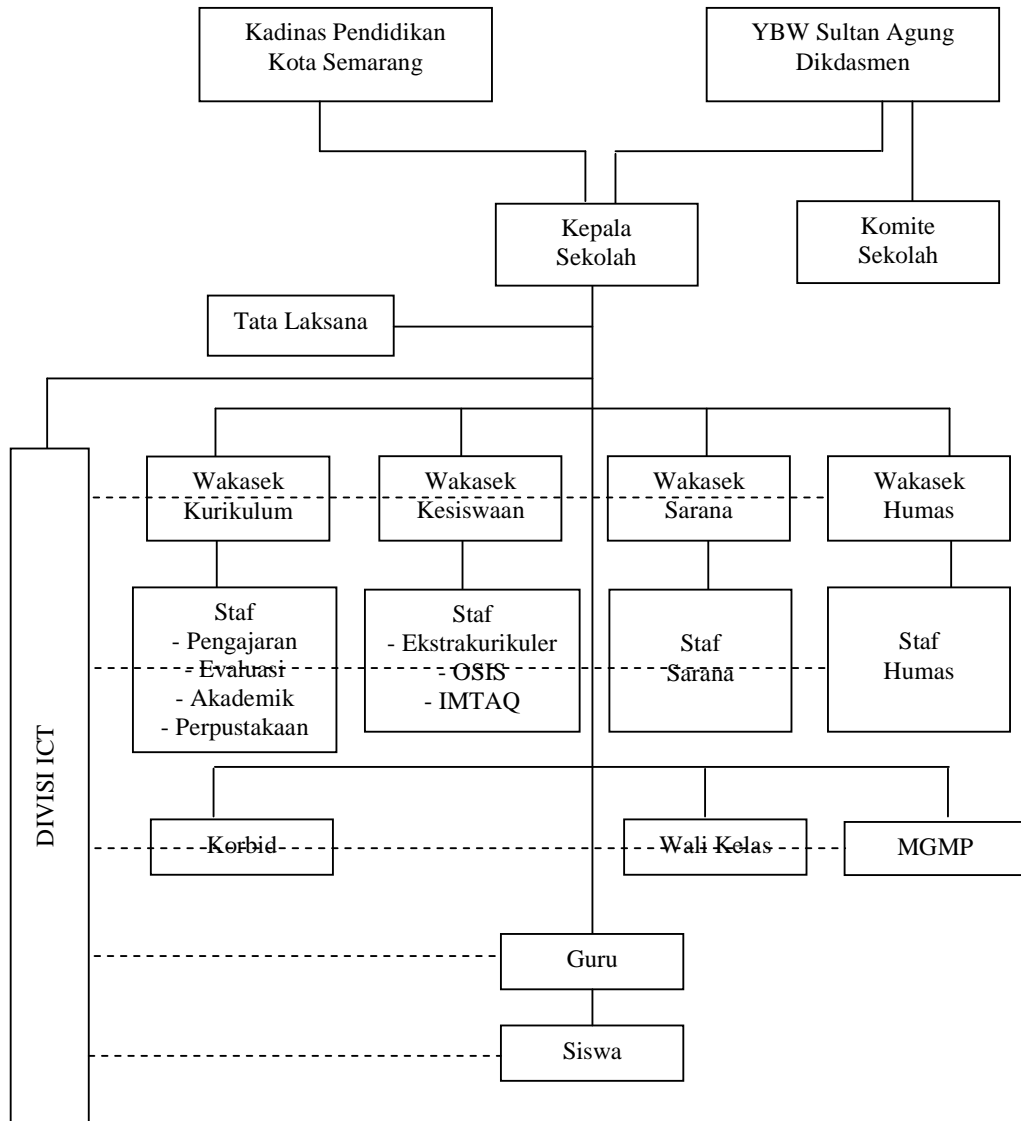 Kadinas Pendidikan
Kota Semarang
YBW Sultan Agung
Dikdasmen
Kepala
Sekolah
Komite
Sekolah
Tata Laksana
DIVISI ICT
Wakasek
Kurikulum
Wakasek
Kesiswaan
Wakasek
Sarana
Wakasek
Humas
Staf
- Pengajaran
- Evaluasi
- Akademik
- Perpustakaan
Staf
- Ekstrakurikuler
- OSIS
- IMTAQ
Staf
Sarana
Staf
Humas
Korbid
Wali Kelas
MGMP
Guru
Siswa